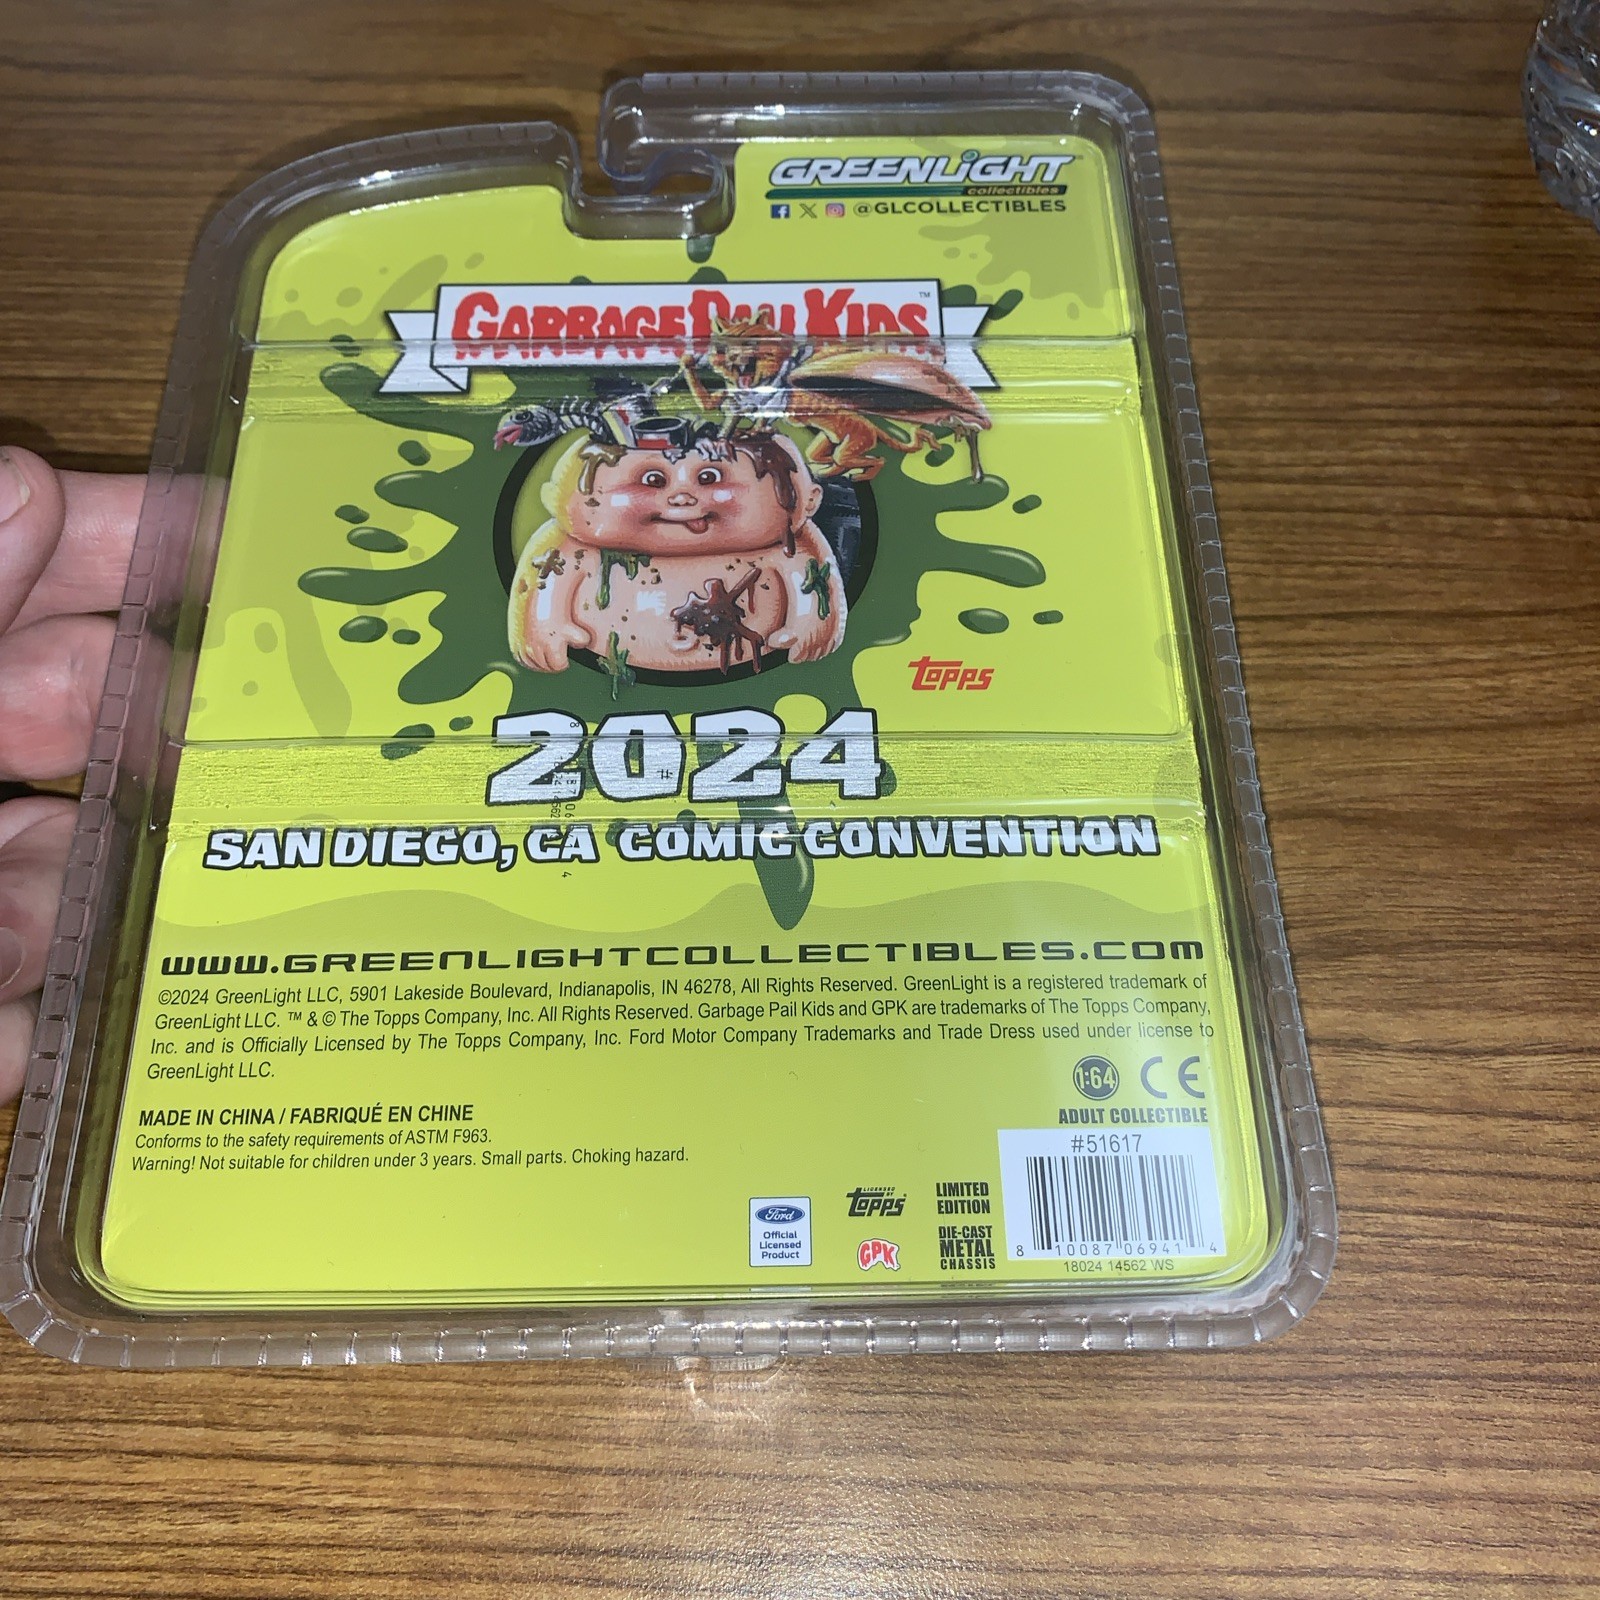 GREENLiGHT
collectibles
@GLCOLLECTIBLES
GARBAGE PAIL KIDS ™
TOPPS
2024
SAN DIEGO, CA COMIC CONVENTION
www.GREENLIGHTCOLLECTIBLES.COM
©2024 GreenLight LLC, 5901 Lakeside Boulevard, Indianapolis, IN 46278, All Rights Reserved. GreenLight is a registered trademark of
GreenLight LLC. ™ & © The Topps Company, Inc. All Rights Reserved. Garbage Pail Kids and GPK are trademarks of The Topps Company,
Inc. and is Officially Licensed by The Topps Company, Inc. Ford Motor Company Trademarks and Trade Dress used under license to
GreenLight LLC.
1:64 CE
ADULT COLLECTIBLE
MADE IN CHINA / FABRIQUÉ EN CHINE
Conforms to the safety requirements of ASTM F963.
Warning! Not suitable for children under 3 years. Small parts. Choking hazard.
#51617
8 10087 06941 4
18024 14562 WS
Ford
Official
Licensed
Product
LICENSED
BY
TOPPS
GPK
LIMITED
EDITION
DIE-CAST
METAL
CHASSIS